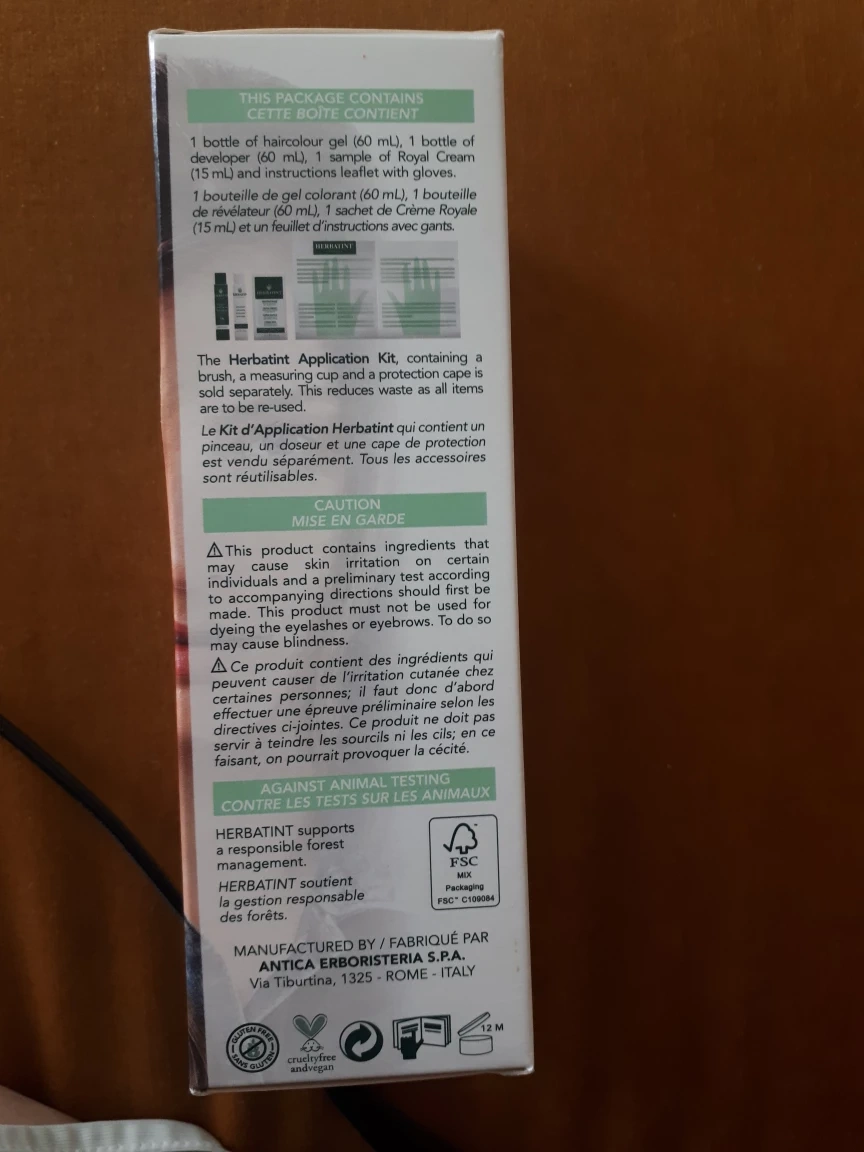 THIS PACKAGE CONTAINS
CETTE BOÎTE CONTIENT
1 bottle of haircolour gel (60 mL), 1 bottle of
developer (60 mL), 1 sample of Royal Cream
(15 mL) and instructions leaflet with gloves.
1 bouteille de gel colorant (60 mL), 1 bouteille
de révélateur (60 mL), 1 sachet de Crème Royale
(15 mL) et un feuillet d'instructions avec gants.
HERBATINT
The Herbatint Application Kit, containing a
brush, a measuring cup and a protection cape is
sold separately. This reduces waste as all items
are to be re-used.
Le Kit d'Application Herbatint qui contient un
pinceau, un doseur et une cape de protection
est vendu séparément. Tous les accessoires
sont réutilisables.
CAUTION
MISE EN GARDE
This product contains ingredients that
may cause skin irritation on certain
individuals and a preliminary test according
to accompanying directions should first be
made. This product must not be used for
dyeing the eyelashes or eyebrows. To do so
may cause blindness.
Ce produit contient des ingrédients qui
peuvent causer de l'irritation cutanée chez
certaines personnes; il faut donc d'abord
effectuer une épreuve préliminaire selon les
directives ci-jointes. Ce produit ne doit pas
servir à teindre les sourcils ni les cils; en ce
faisant, on pourrait provoquer la cécité.
AGAINST ANIMAL TESTING
CONTRE LES TESTS SUR LES ANIMAUX
HERBATINT supports
a responsible forest
management.
HERBATINT soutient
la gestion responsable
des forêts.
FSC
MIX
Packaging
FSC™ C109084
MANUFACTURED BY / FABRIQUÉ PAR
ANTICA ERBORISTERIA S.P.A.
Via Tiburtina, 1325 - ROME - ITALY
GLUTEN FREE
SANS GLUTEN
crueltyfree
andvegan
12 M